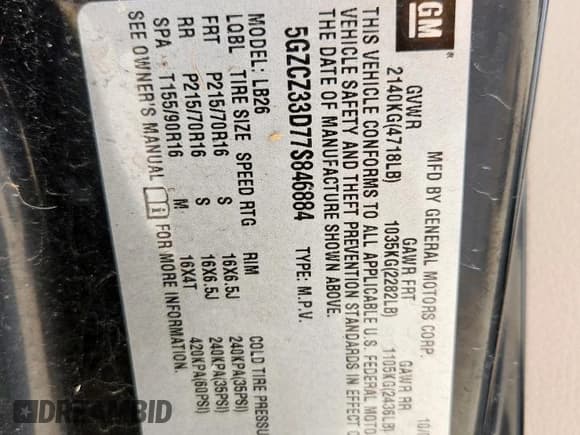 GM ®
MFD BY GENERAL MOTORS CORP. 10/
GVWR GAWR FRT GAWR RR
2140KG(4718LB) 1035KG(2282LB) 1105KG(2436LB)
THIS VEHICLE CONFORMS TO ALL APPLICABLE U.S. FEDERAL MOTO
VEHICLE SAFETY AND THEFT PREVENTION STANDARDS IN EFFECT O
THE DATE OF MANUFACTURE SHOWN ABOVE.
5GZCZ33D77S846884 TYPE: M.P.V.
MODEL: LB26
LQBL TIRE SIZE SPEED RTG RIM COLD TIRE PRESSU
FRT P215/70R16 S 16X6.5J 240KPA(35PSI)
RR P215/70R16 S 16X6.5J 240KPA(35PSI)
SPA T155/90R16 M 16X4T 420KPA(60PSI)
SEE OWNER'S MANUAL i FOR MORE INFORMATION.
DREAMBID